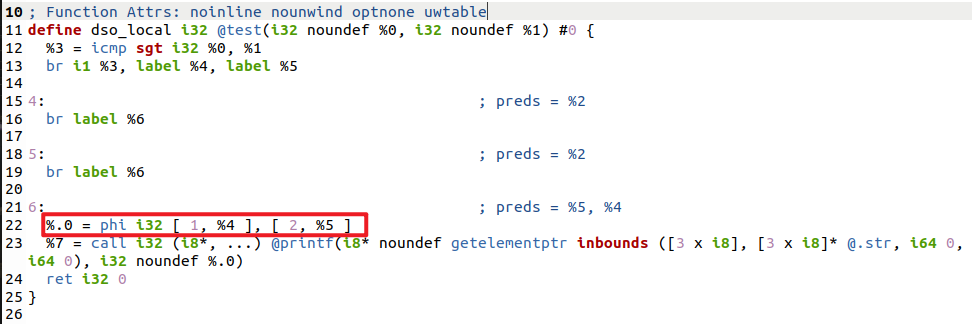 10 ; Function Attrs: noinline nounwind optnone uwtable
11 define dso_local i32 @test(i32 noundef %0, i32 noundef %1) #0 {
12   %3 = icmp sgt i32 %0, %1
13   br i1 %3, label %4, label %5
14
15 4:                                                ; preds = %2
16   br label %6
17
18 5:                                                ; preds = %2
19   br label %6
20
21 6:                                                ; preds = %5, %4
22   %.0 = phi i32 [ 1, %4 ], [ 2, %5 ]
23   %7 = call i32 (i8*, ...) @printf(i8* noundef getelementptr inbounds ([3 x i8], [3 x i8]* @.str, i64 0,
i64 0), i32 noundef %.0)
24   ret i32 0
25 }
26